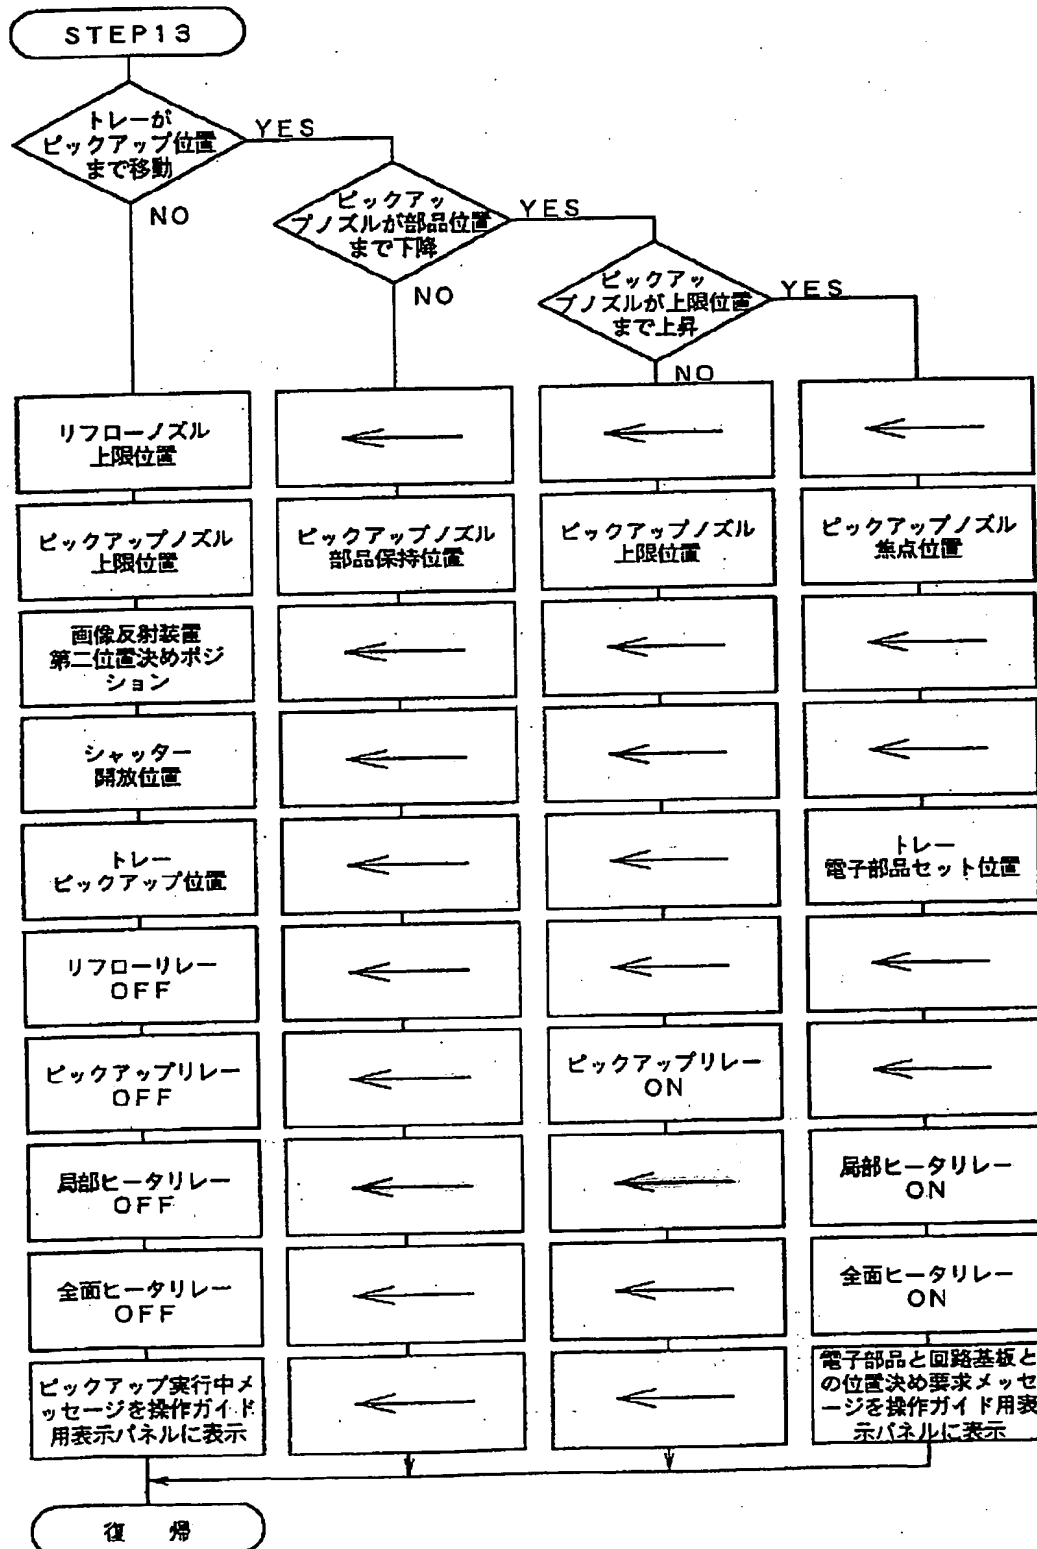 STEP13
トレーが
ピックアップ位置
まで移動
YES
NO
ピックアッ
プノズルが部品位置
まで下降
YES
NO
ピックアッ
プノズルが上限位置
まで上昇
YES
NO
リフローノズル
上限位置
ピックアップノズル
上限位置
ピックアップノズル
部品保持位置
ピックアップノズル
上限位置
ピックアップノズル
焦点位置
画像反射装置
第二位置決めポジ
ション
シャッター
開放位置
トレー
ピックアップ位置
トレー
電子部品セット位置
リフローリレー
OFF
ピックアップリレー
OFF
ピックアップリレー
ON
局部ヒータリレー
OFF
局部ヒータリレー
ON
全面ヒータリレー
OFF
全面ヒータリレー
ON
ピックアップ実行中メ
ッセージを操作ガイド
用表示パネルに表示
電子部品と回路基板と
の位置決め要求メッセ
ージを操作ガイド用表
示パネルに表示
復 帰